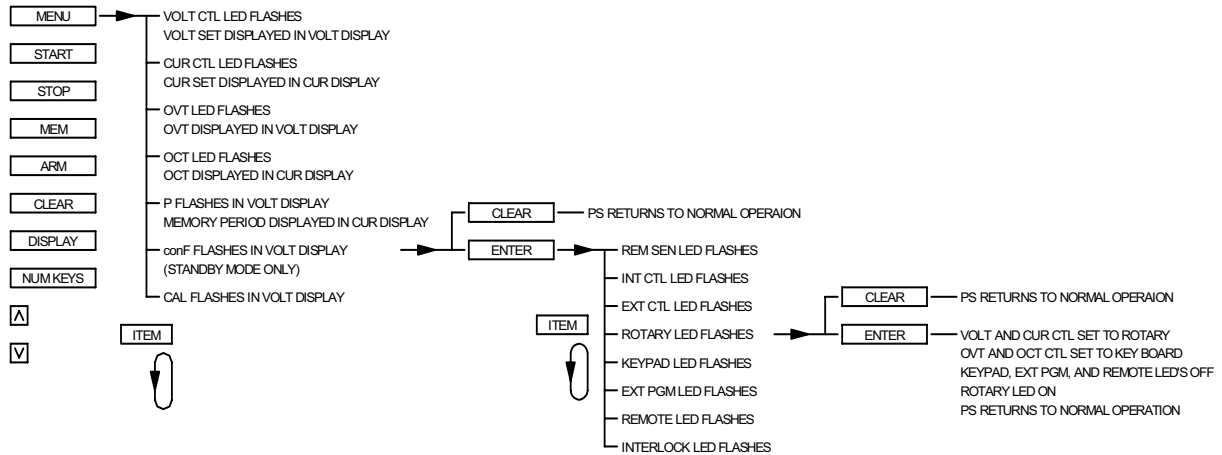 MENU
START
STOP
MEM
ARM
CLEAR
DISPLAY
NUM KEYS
VOLT CTL LED FLASHES
VOLT SET DISPLAYED IN VOLT DISPLAY
CUR CTL LED FLASHES
CUR SET DISPLAYED IN CUR DISPLAY
OVT LED FLASHES
OVT DISPLAYED IN VOLT DISPLAY
OCT LED FLASHES
OCT DISPLAYED IN CUR DISPLAY
P FLASHES IN VOLT DISPLAY
MEMORY PERIOD DISPLAYED IN CUR DISPLAY
conF FLASHES IN VOLT DISPLAY
(STANDBY MODE ONLY)
CAL FLASHES IN VOLT DISPLAY
ITEM
CLEAR
PS RETURNS TO NORMAL OPERAION
ENTER
REM SEN LED FLASHES
INT CTL LED FLASHES
EXT CTL LED FLASHES
ROTARY LED FLASHES
KEYPAD LED FLASHES
EXT PGM LED FLASHES
REMOTE LED FLASHES
INTERLOCK LED FLASHES
ITEM
CLEAR
PS RETURNS TO NORMAL OPERAION
ENTER
VOLT AND CUR CTL SET TO ROTARY
OVT AND OCT CTL SET TO KEY BOARD
KEYPAD, EXT PGM, AND REMOTE LED'S OFF
ROTARY LED ON
PS RETURNS TO NORMAL OPERATION